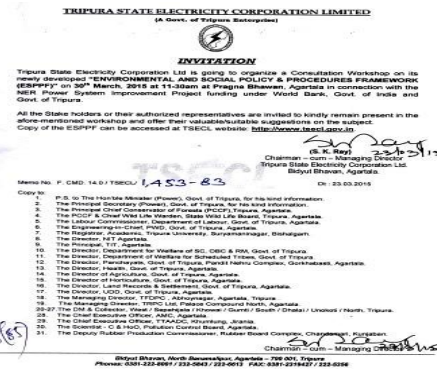 TRIPURA STATE ELECTRICITY CORPORATION LIMITED
(A Govt. of Tripura Enterprise)
INVITATION
Tripura State Electricity Corporation Ltd is going to organize a Consultation Workshop on its
newly developed "ENVIRONMENTAL AND SOCIAL POLICY & PROCEDURES FRAMEWORK
(ESPPF)" on 30th March, 2015 at 11-30am at Pragna Bhawan, Agartala in connection with the
NER Power System Improvement Project funding under World Bank, Govt. of India and
Govt. of Tripura.
All the Stake holders or their authorized representatives are invited to kindly remain present in the
afore-mentioned workshop and offer their valuable/suitable suggestions on the subject.
Copy of the ESPPF can be accessed at TSECL website: http://www.tsecl.gov.in
(S. K. Ray)
Chairman – cum – Managing Director
Tripura State Electricity Corporation Ltd.
Bidyut Bhavan, Agartala.
Memo No. F. CMD. 14.0 / TSECL/ 1,453-83
Dt : 23.03.2015
Copy to:
1. P.S. to The Hon'ble Minister (Power), Govt. of Tripura, for his kind information.
2. The Principal Secretary (Power), Govt. of Tripura, for his kind information.
3. The Principal Chief Conservator of Forests (PCCF), Tripura, Agartala.
4. The PCCF & Chief Wild Life Warden, State Wild Life Board, Tripura, Agartala.
5. The Labour Commissioner, Department of Labour, Govt. of Tripura, Agartala.
6. The Engineering-in-Chief, PWD, Govt. of Tripura, Agartala.
7. The Registrar, Academic, Tripura University, Suryamaninagar, Bishalgarh.
8. The Director, NIT Agartala.
9. The Principal, TIT, Agartala.
10. The Director, Department for Welfare of SC, OBC & RM, Govt. of Tripura.
11. The Director, Department of Welfare for Scheduled Tribes, Govt. of Tripura.
12. The Director, Panchayats, Govt. of Tripura, Pandit Nehru Complex, Gorkhabasti, Agartala.
13. The Director, Health, Govt. of Tripura, Agartala.
14. The Director of Agriculture, Govt. of Tripura, Agartala.
15. The Director of Horticulture, Govt. of Tripura, Agartala.
16. The Director, Land Records & Settlement, Govt. of Tripura, Agartala.
17. The Director, UDD, Govt. of Tripura, Agartala.
18. The Managing Director, TFDPC, Abhoynagar, Agartala.
19. The Managing Director, TRPC Ltd, Palace Compound North, Agartala.
20-27. The DM & Collector, West / Sepahijala / Khowai / Gumti / South / Dhalai / Unokoti / North, Tripura.
28. The Chief Executive Officer, AMC, Agartala.
29. The Chief Executive Officer, TTAADC, Khumlung, Jirania.
30. The Scientist - C & HoO, Pollution Control Board, Agartala.
31. The Deputy Rubber Production Commissioner, Rubber Board Complex, Kunjaban.
Chairman – cum – Managing Director
Bidyut Bhavan, North Banamalipur, Agartala – 799 001, Tripura